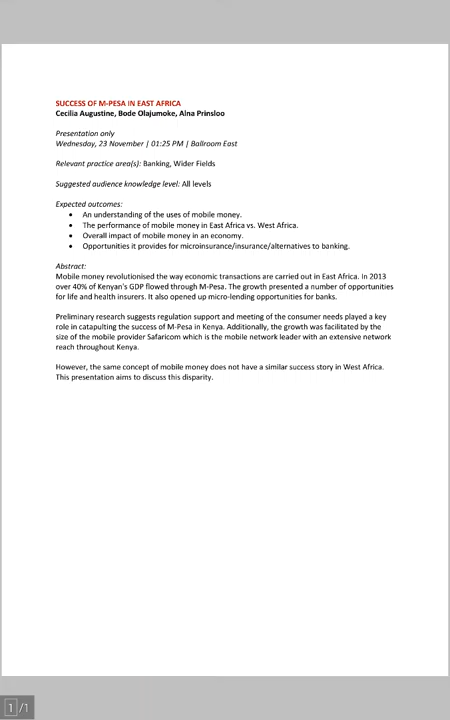 SUCCESS OF M-PESA IN EAST AFRICA
Cecilia Augustine, Bode Olajumoke, Alna Prinsloo
Presentation only
Wednesday, 23 November | 01:25 PM | Ballroom East
Relevant practice area(s): Banking, Wider Fields
Suggested audience knowledge level: All levels
Expected outcomes:
• An understanding of the uses of mobile money.
• The performance of mobile money in East Africa vs. West Africa.
• Overall impact of mobile money in an economy.
• Opportunities it provides for microinsurance/insurance/alternatives to banking.
Abstract:
Mobile money revolutionised the way economic transactions are carried out in East Africa. In 2013
over 40% of Kenyan's GDP flowed through M-Pesa. The growth presented a number of opportunities
for life and health insurers. It also opened up micro-lending opportunities for banks.
Preliminary research suggests regulation support and meeting of the consumer needs played a key
role in catapulting the success of M-Pesa in Kenya. Additionally, the growth was facilitated by the
size of the mobile provider Safaricom which is the mobile network leader with an extensive network
reach throughout Kenya.
However, the same concept of mobile money does not have a similar success story in West Africa.
This presentation aims to discuss this disparity.
1 /1